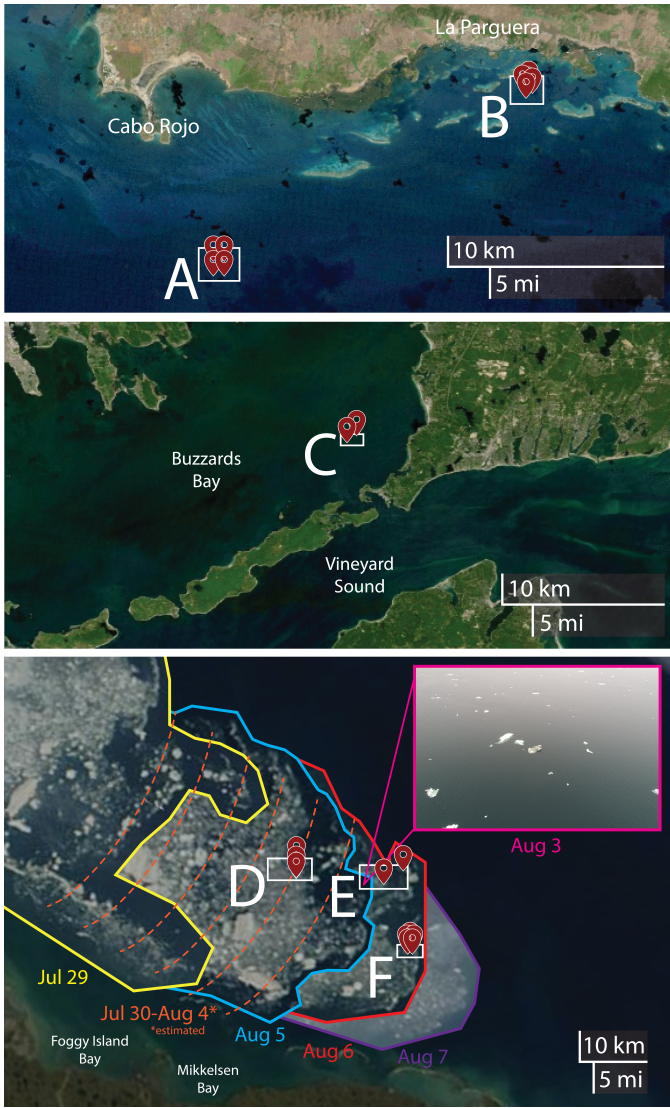 La Parguera
Cabo Rojo
B
A
10 km
5 mi
C
Buzzards
Bay
Vineyard
Sound
10 km
5 mi
Aug 3
D
E
F
Jul 29
Jul 30-Aug 4*
*estimated
Aug 5
Aug 6
Aug 7
Foggy Island
Bay
Mikkelsen
Bay
10 km
5 mi